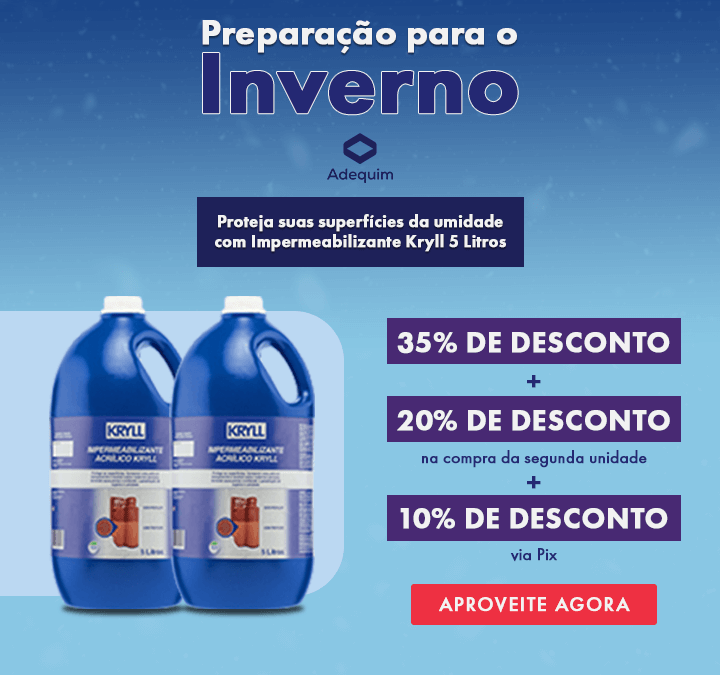 Preparação para o
Inverno
Adequim
Proteja suas superfícies da umidade
com Impermeabilizante Kryll 5 Litros
35% DE DESCONTO
+
20% DE DESCONTO
na compra da segunda unidade
+
10% DE DESCONTO
via Pix
APROVEITE AGORA
KRYLL
IMPERMEABILIZANTE
ACRÍLICO KRYLL
5 Litros
KRYLL
IMPERMEABILIZANTE
ACRÍLICO KRYLL
5 Litros